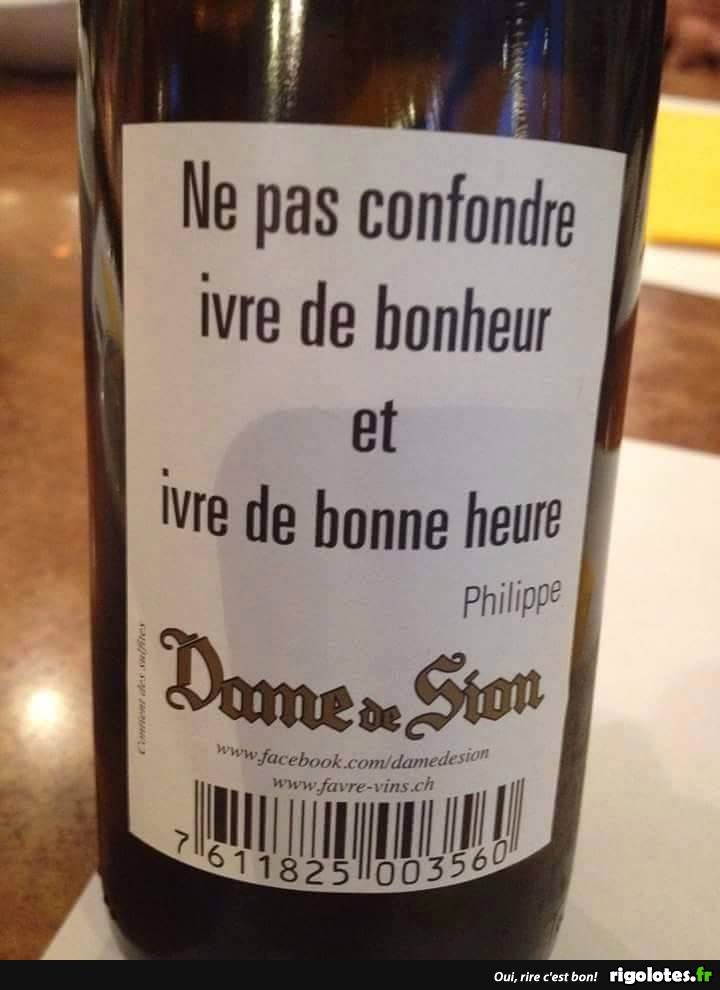 Ne pas confondre
ivre de bonheur
et
ivre de bonne heure
Philippe
Contient des sulfites
Dame de Sion
www.facebook.com/damedesion
www.favre-vins.ch
7 611825 003560
Oui, rire c'est bon! rigolotes.fr